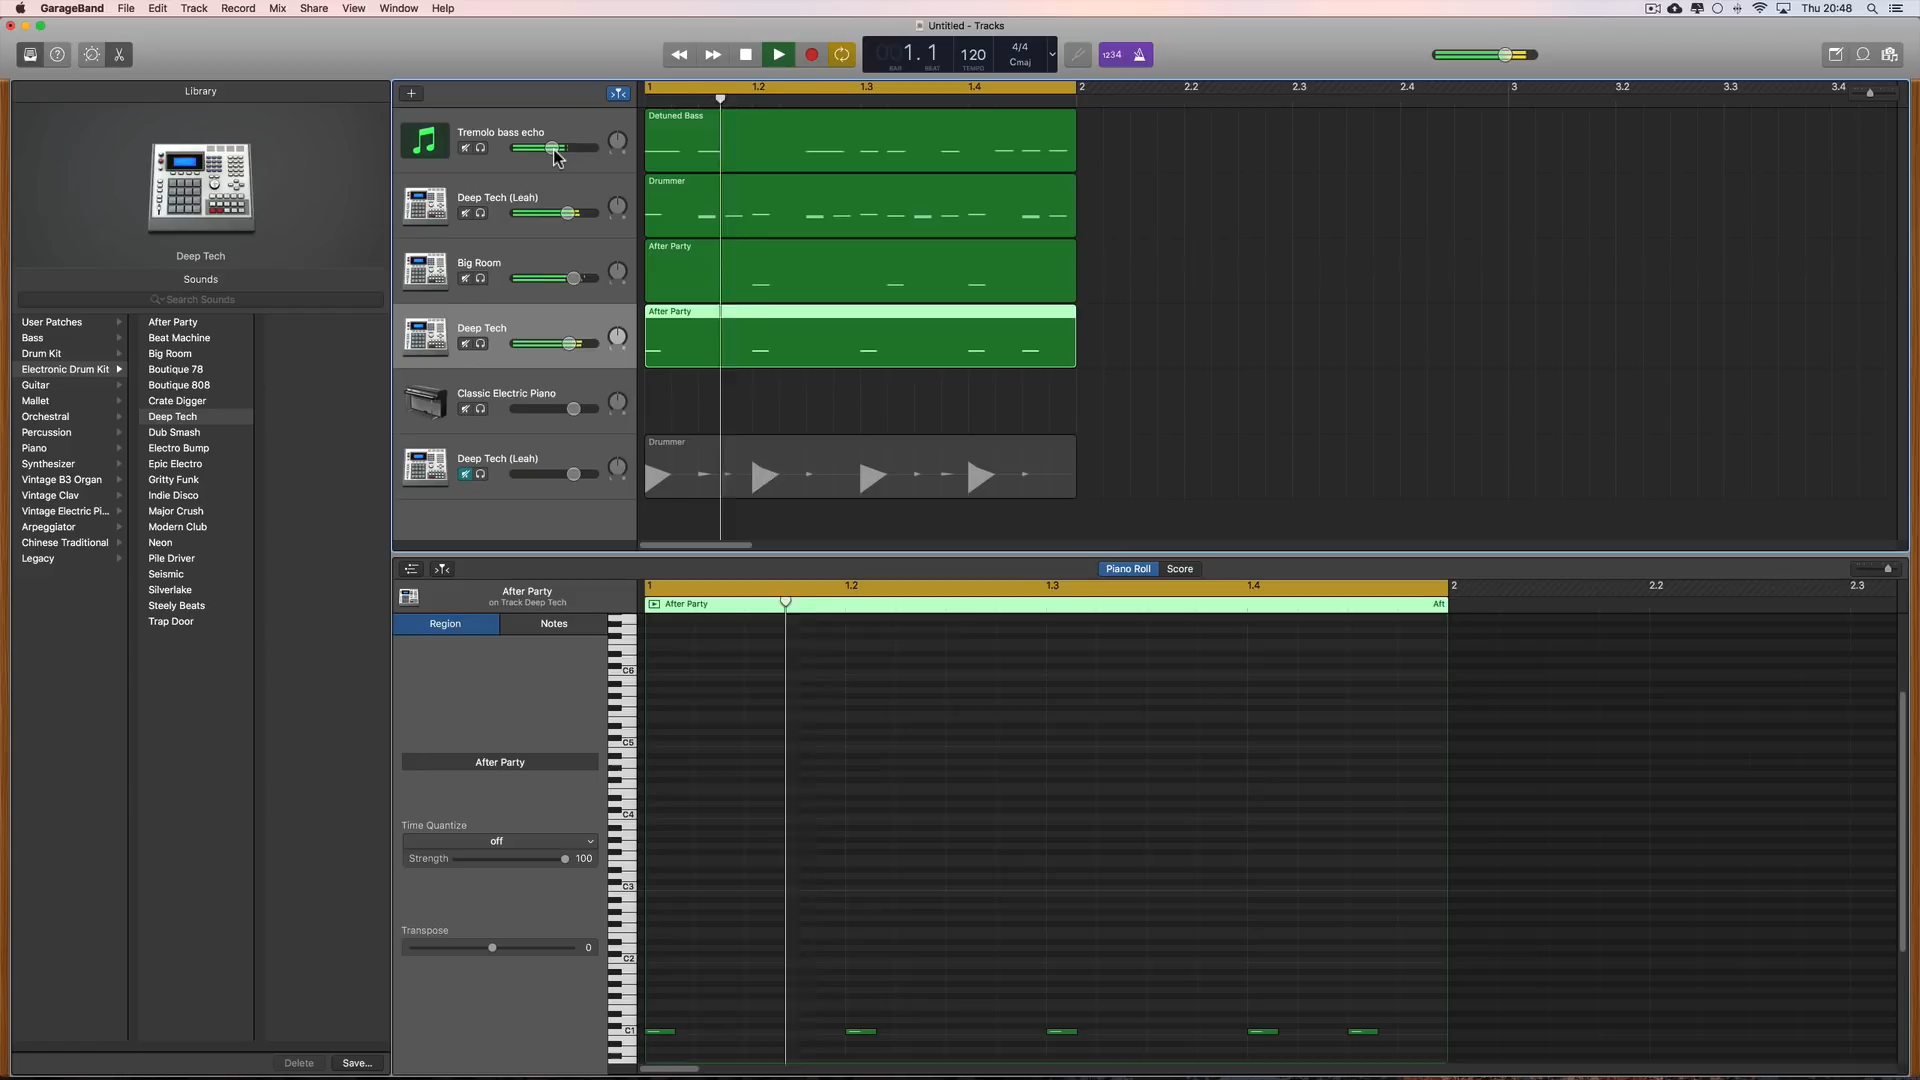 GarageBand File Edit Track Record Mix Share View Window Help
Thu 20:48
Untitled - Tracks
001.1
BAR BEAT
120
TEMPO
4/4
Cmaj
1234
Library
Deep Tech
Sounds
Search Sounds
User Patches
Bass
Drum Kit
Electronic Drum Kit
Guitar
Mallet
Orchestral
Percussion
Piano
Synthesizer
Vintage B3 Organ
Vintage Clav
Vintage Electric Pi...
Arpeggiator
Chinese Traditional
Legacy
After Party
Beat Machine
Big Room
Boutique 78
Boutique 808
Crate Digger
Deep Tech
Dub Smash
Electro Bump
Epic Electro
Gritty Funk
Indie Disco
Major Crush
Modern Club
Neon
Pile Driver
Seismic
Silverlake
Steely Beats
Trap Door
Delete
Save...
1 1.2 1.3 1.4 2 2.2 2.3 2.4 3 3.2 3.3 3.4
Tremolo bass echo
Detuned Bass
Deep Tech (Leah)
Drummer
Big Room
After Party
Deep Tech
After Party
Classic Electric Piano
Deep Tech (Leah)
Drummer
Piano Roll
Score
After Party
on Track Deep Tech
1 1.2 1.3 1.4 2 2.2 2.3
After Party
Aft
Region
Notes
After Party
Time Quantize
off
Strength 100
Transpose
0
C6
C5
C4
C3
C2
C1